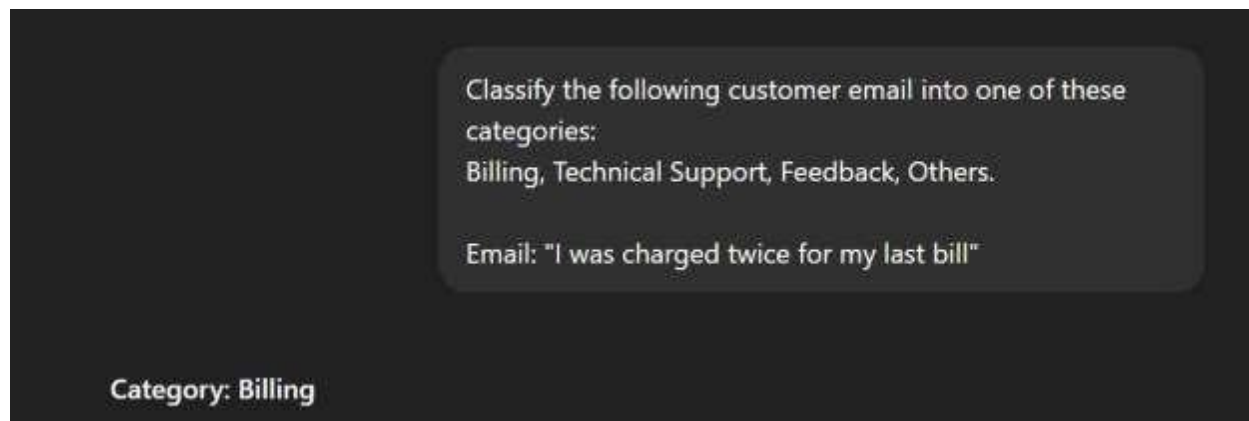 Classify the following customer email into one of these
categories:
Billing, Technical Support, Feedback, Others.
Email: "I was charged twice for my last bill"
Category: Billing